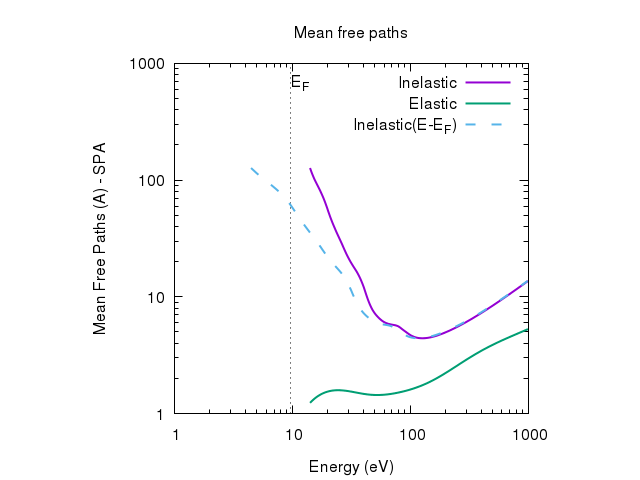 Mean free paths
1000
100
10
1
Mean Free Paths (A) - SPA
E_F
Inelastic
Elastic
Inelastic(E-E_F)
1 10 100 1000
Energy (eV)